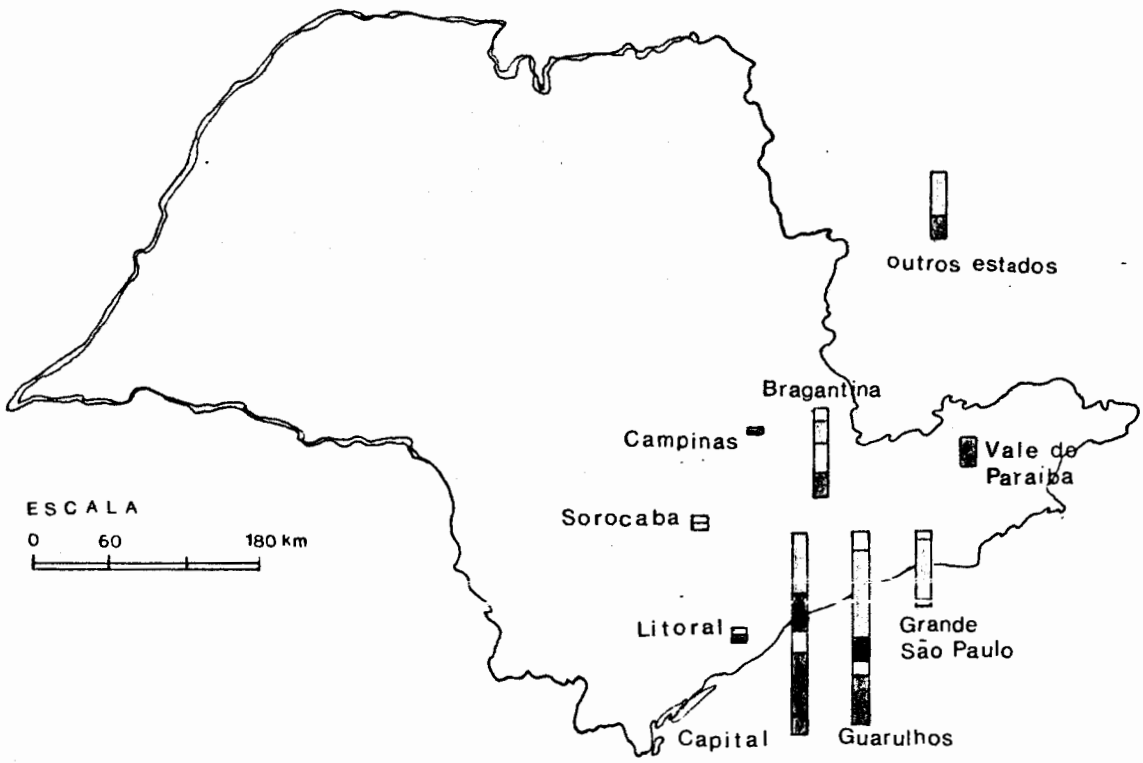 outros estados
Bragantina
Campinas
Vale do
Paraiba
ESCALA
0 60 180 km
Sorocaba
Litoral
Grande
São Paulo
Capital
Guarulhos